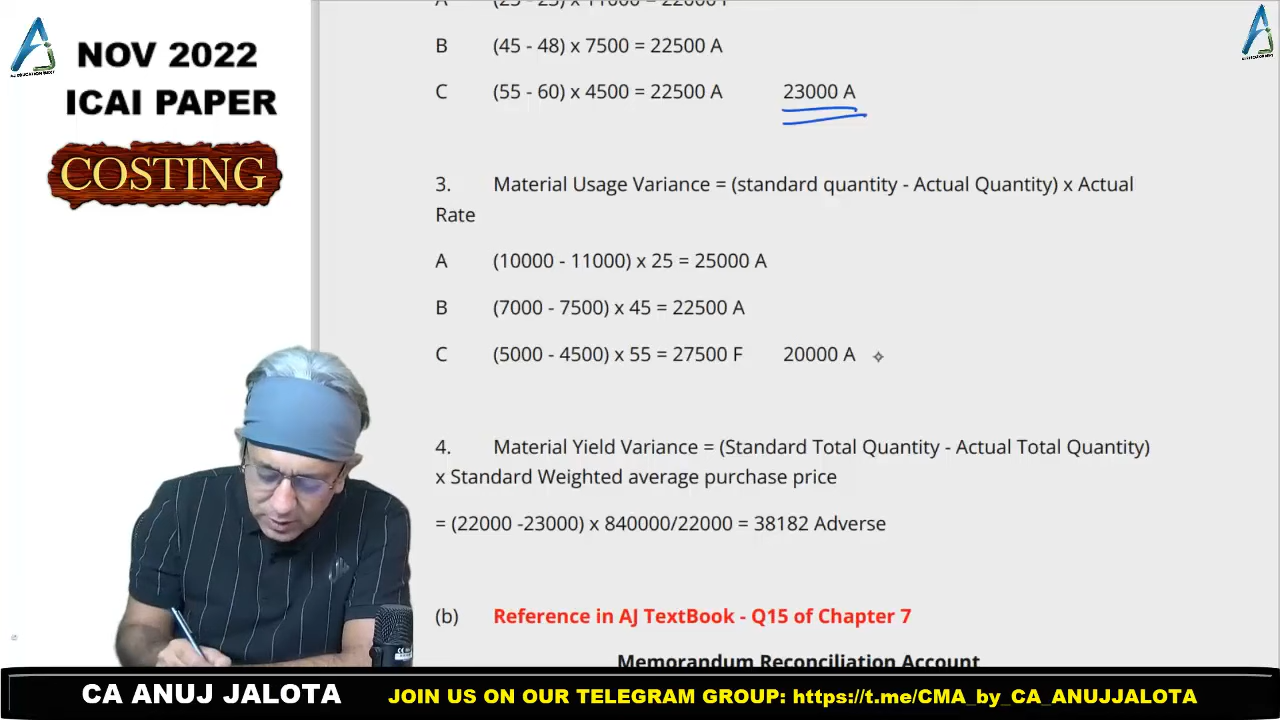 NOV 2022
ICAI PAPER
COSTING
B (45 - 48) x 7500 = 22500 A
C (55 - 60) x 4500 = 22500 A 23000 A
3. Material Usage Variance = (standard quantity - Actual Quantity) x Actual
Rate
A (10000 - 11000) x 25 = 25000 A
B (7000 - 7500) x 45 = 22500 A
C (5000 - 4500) x 55 = 27500 F 20000 A
4. Material Yield Variance = (Standard Total Quantity - Actual Total Quantity)
x Standard Weighted average purchase price
= (22000 -23000) x 840000/22000 = 38182 Adverse
(b) Reference in AJ TextBook - Q15 of Chapter 7
Memorandum Reconciliation Account
CA ANUJ JALOTA JOIN US ON OUR TELEGRAM GROUP: https://t.me/CMA_by_CA_ANUJJALOTA